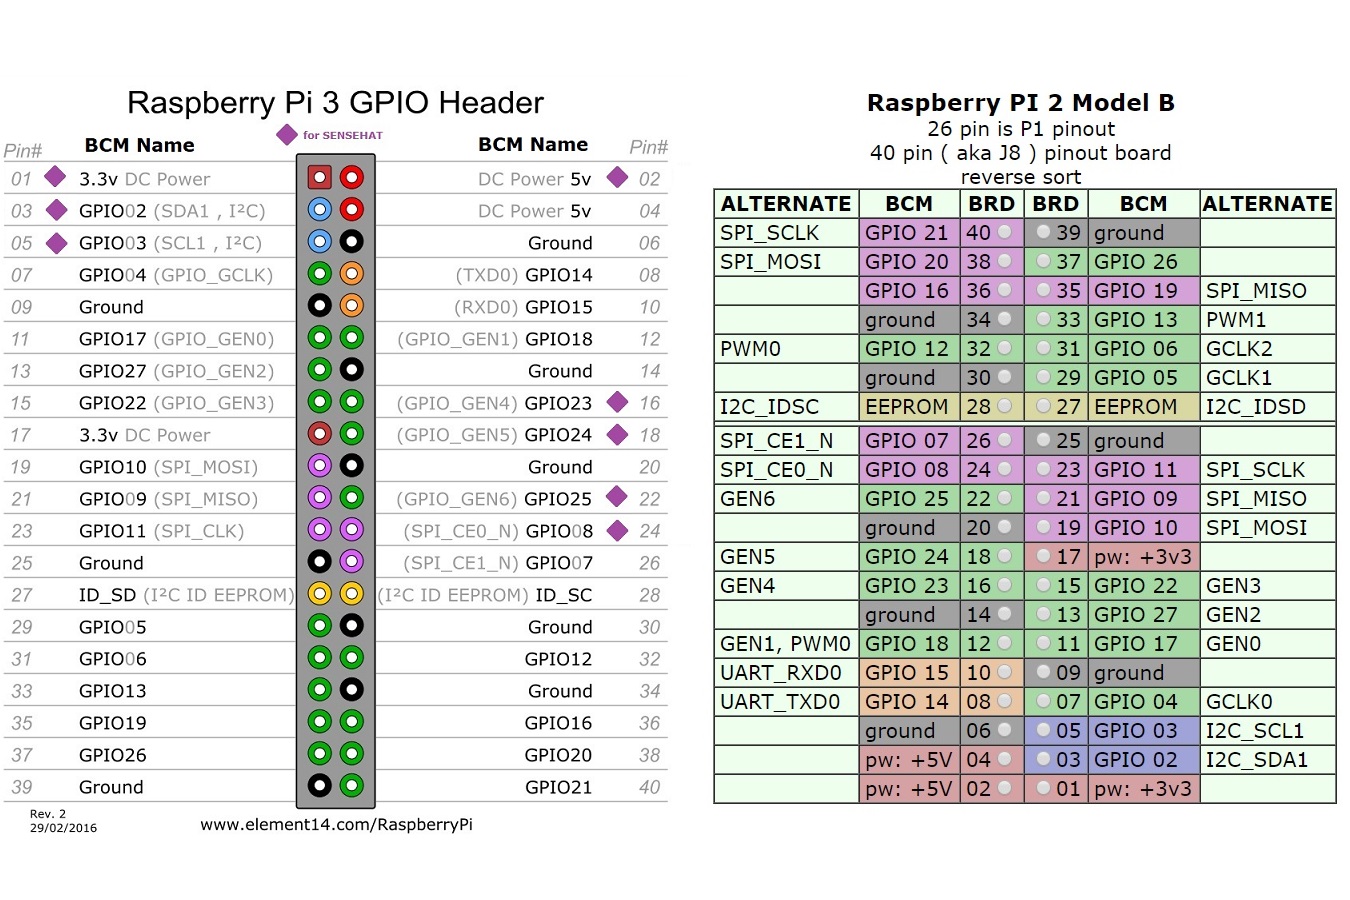 Raspberry Pi 3 GPIO Header
for SENSEHAT
Pin# BCM Name BCM Name Pin#
01 3.3v DC Power DC Power 5v 02
03 GPIO02 (SDA1 , I²C) DC Power 5v 04
05 GPIO03 (SCL1 , I²C) Ground 06
07 GPIO04 (GPIO_GCLK) (TXD0) GPIO14 08
09 Ground (RXD0) GPIO15 10
11 GPIO17 (GPIO_GEN0) (GPIO_GEN1) GPIO18 12
13 GPIO27 (GPIO_GEN2) Ground 14
15 GPIO22 (GPIO_GEN3) (GPIO_GEN4) GPIO23 16
17 3.3v DC Power (GPIO_GEN5) GPIO24 18
19 GPIO10 (SPI_MOSI) Ground 20
21 GPIO09 (SPI_MISO) (GPIO_GEN6) GPIO25 22
23 GPIO11 (SPI_CLK) (SPI_CE0_N) GPIO08 24
25 Ground (SPI_CE1_N) GPIO07 26
27 ID_SD (I²C ID EEPROM) (I²C ID EEPROM) ID_SC 28
29 GPIO05 Ground 30
31 GPIO06 GPIO12 32
33 GPIO13 Ground 34
35 GPIO19 GPIO16 36
37 GPIO26 GPIO20 38
39 Ground GPIO21 40
Rev. 2
29/02/2016
www.element14.com/RaspberryPi
Raspberry PI 2 Model B
26 pin is P1 pinout
40 pin ( aka J8 ) pinout board
reverse sort
ALTERNATE BCM BRD BRD BCM ALTERNATE
SPI_SCLK GPIO 21 40 39 ground
SPI_MOSI GPIO 20 38 37 GPIO 26
GPIO 16 36 35 GPIO 19 SPI_MISO
ground 34 33 GPIO 13 PWM1
PWM0 GPIO 12 32 31 GPIO 06 GCLK2
ground 30 29 GPIO 05 GCLK1
I2C_IDSC EEPROM 28 27 EEPROM I2C_IDSD
SPI_CE1_N GPIO 07 26 25 ground
SPI_CE0_N GPIO 08 24 23 GPIO 11 SPI_SCLK
GEN6 GPIO 25 22 21 GPIO 09 SPI_MISO
ground 20 19 GPIO 10 SPI_MOSI
GEN5 GPIO 24 18 17 pw: +3v3
GEN4 GPIO 23 16 15 GPIO 22 GEN3
ground 14 13 GPIO 27 GEN2
GEN1, PWM0 GPIO 18 12 11 GPIO 17 GEN0
UART_RXD0 GPIO 15 10 09 ground
UART_TXD0 GPIO 14 08 07 GPIO 04 GCLK0
ground 06 05 GPIO 03 I2C_SCL1
pw: +5V 04 03 GPIO 02 I2C_SDA1
pw: +5V 02 01 pw: +3v3